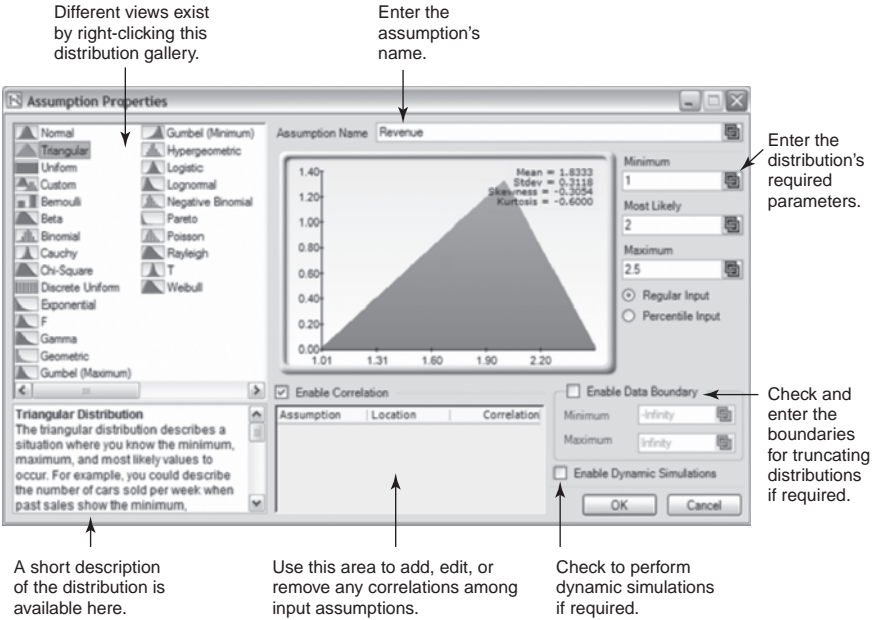 Different views exist
by right-clicking this
distribution gallery.
Enter the
assumption's
name.
Assumption Properties
Normal
Triangular
Uniform
Custom
Bernoulli
Beta
Binomial
Cauchy
Chi-Square
Discrete Uniform
Exponential
F
Gamma
Geometric
Gumbel (Maximum)
Gumbel (Minimum)
Hypergeometric
Logistic
Lognormal
Negative Binomial
Pareto
Poisson
Rayleigh
T
Weibull
Assumption Name Revenue
Mean = 1.8333
Stdev = 0.3118
Skewness = -0.3054
Kurtosis = -0.6000
1.40
1.20
1.00
0.80
0.60
0.40
0.20
0.00
1.01 1.31 1.60 1.90 2.20
Minimum
1
Most Likely
2
Maximum
2.5
Regular Input
Percentile Input
Enter the
distribution's
required
parameters.
Triangular Distribution
The triangular distribution describes a
situation where you know the minimum,
maximum, and most likely values to
occur. For example, you could describe
the number of cars sold per week when
past sales show the minimum,
Enable Correlation
Assumption Location Correlation
Enable Data Boundary
Minimum -Infinity
Maximum Infinity
Enable Dynamic Simulations
OK Cancel
Check and
enter the
boundaries
for truncating
distributions
if required.
A short description
of the distribution is
available here.
Use this area to add, edit, or
remove any correlations among
input assumptions.
Check to perform
dynamic simulations
if required.